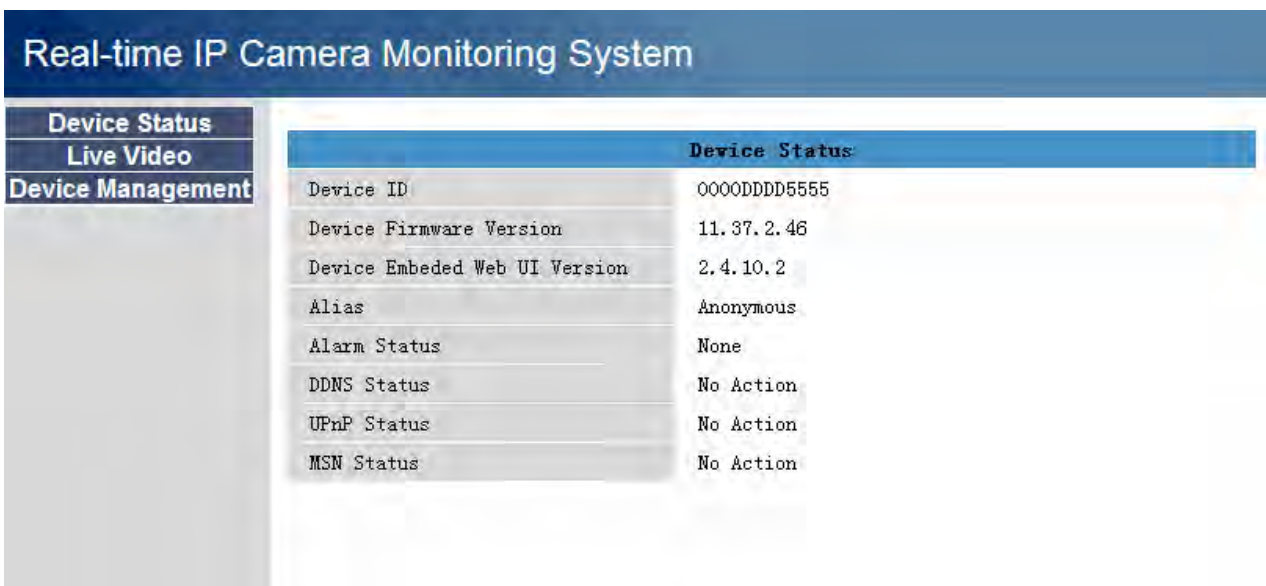 Real-time IP Camera Monitoring System
Device Status
Live Video
Device Management
Device Status
Device ID 0000DDDD5555
Device Firmware Version 11.37.2.46
Device Embeded Web UI Version 2.4.10.2
Alias Anonymous
Alarm Status None
DDNS Status No Action
UPnP Status No Action
MSN Status No Action